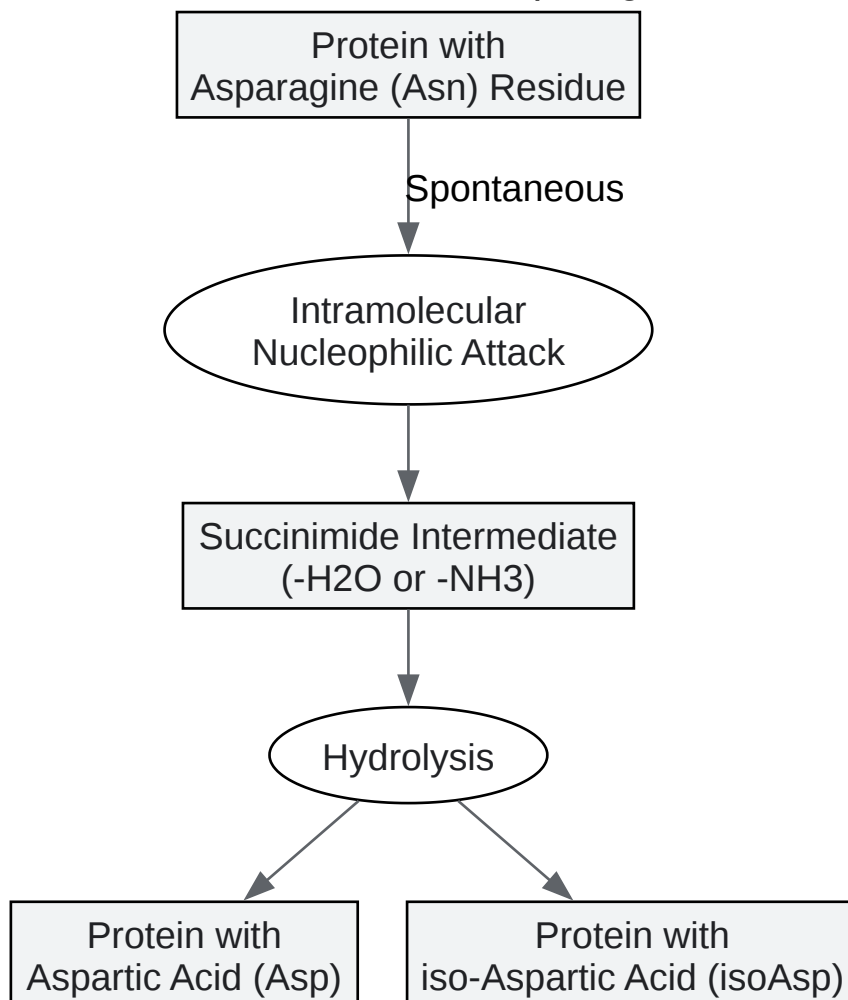 Protein with
Asparagine (Asn) Residue
Spontaneous
Intramolecular
Nucleophilic Attack
Succinimide Intermediate
(-H2O or -NH3)
Hydrolysis
Protein with
Aspartic Acid (Asp)
Protein with
iso-Aspartic Acid (isoAsp)